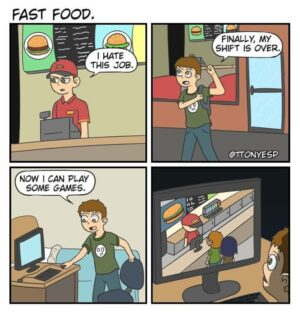 FAST FOOD.
I HATE
THIS JOB.
FINALLY, MY
SHIFT IS OVER.
@TTONYESP
NOW I CAN PLAY
SOME GAMES.